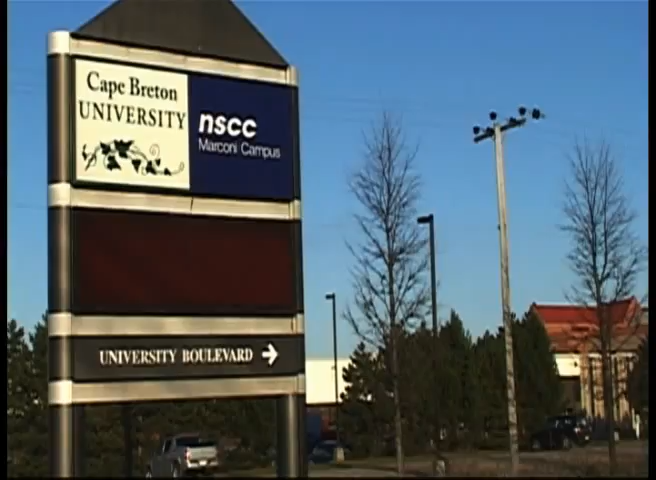 Cape Breton
UNIVERSITY
nscc
Marconi Campus
UNIVERSITY BOULEVARD →